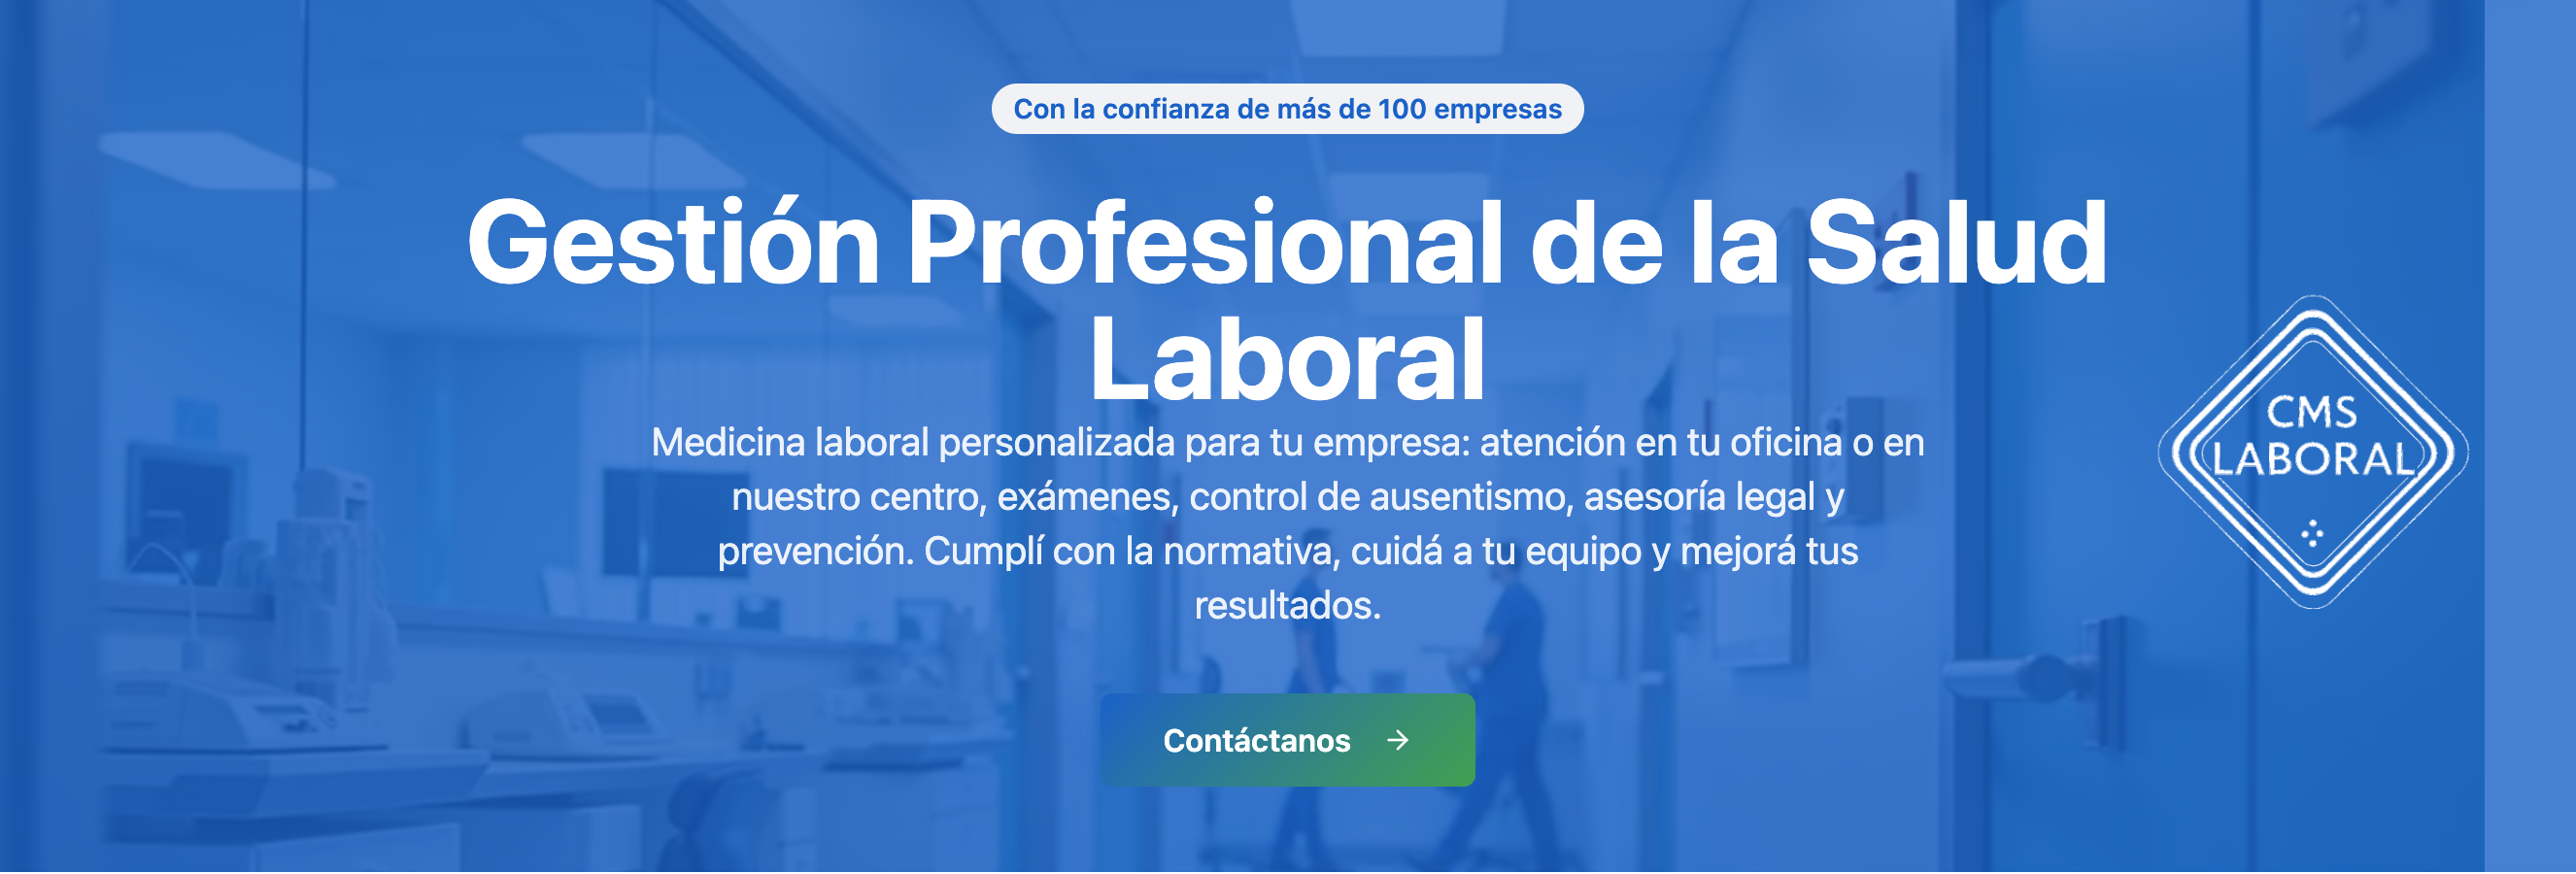 Con la confianza de más de 100 empresas
Gestión Profesional de la Salud
Laboral
Medicina laboral personalizada para tu empresa: atención en tu oficina o en
nuestro centro, exámenes, control de ausentismo, asesoría legal y
prevención. Cumplí con la normativa, cuidá a tu equipo y mejorá tus
resultados.
CMS
LABORAL
Contáctanos